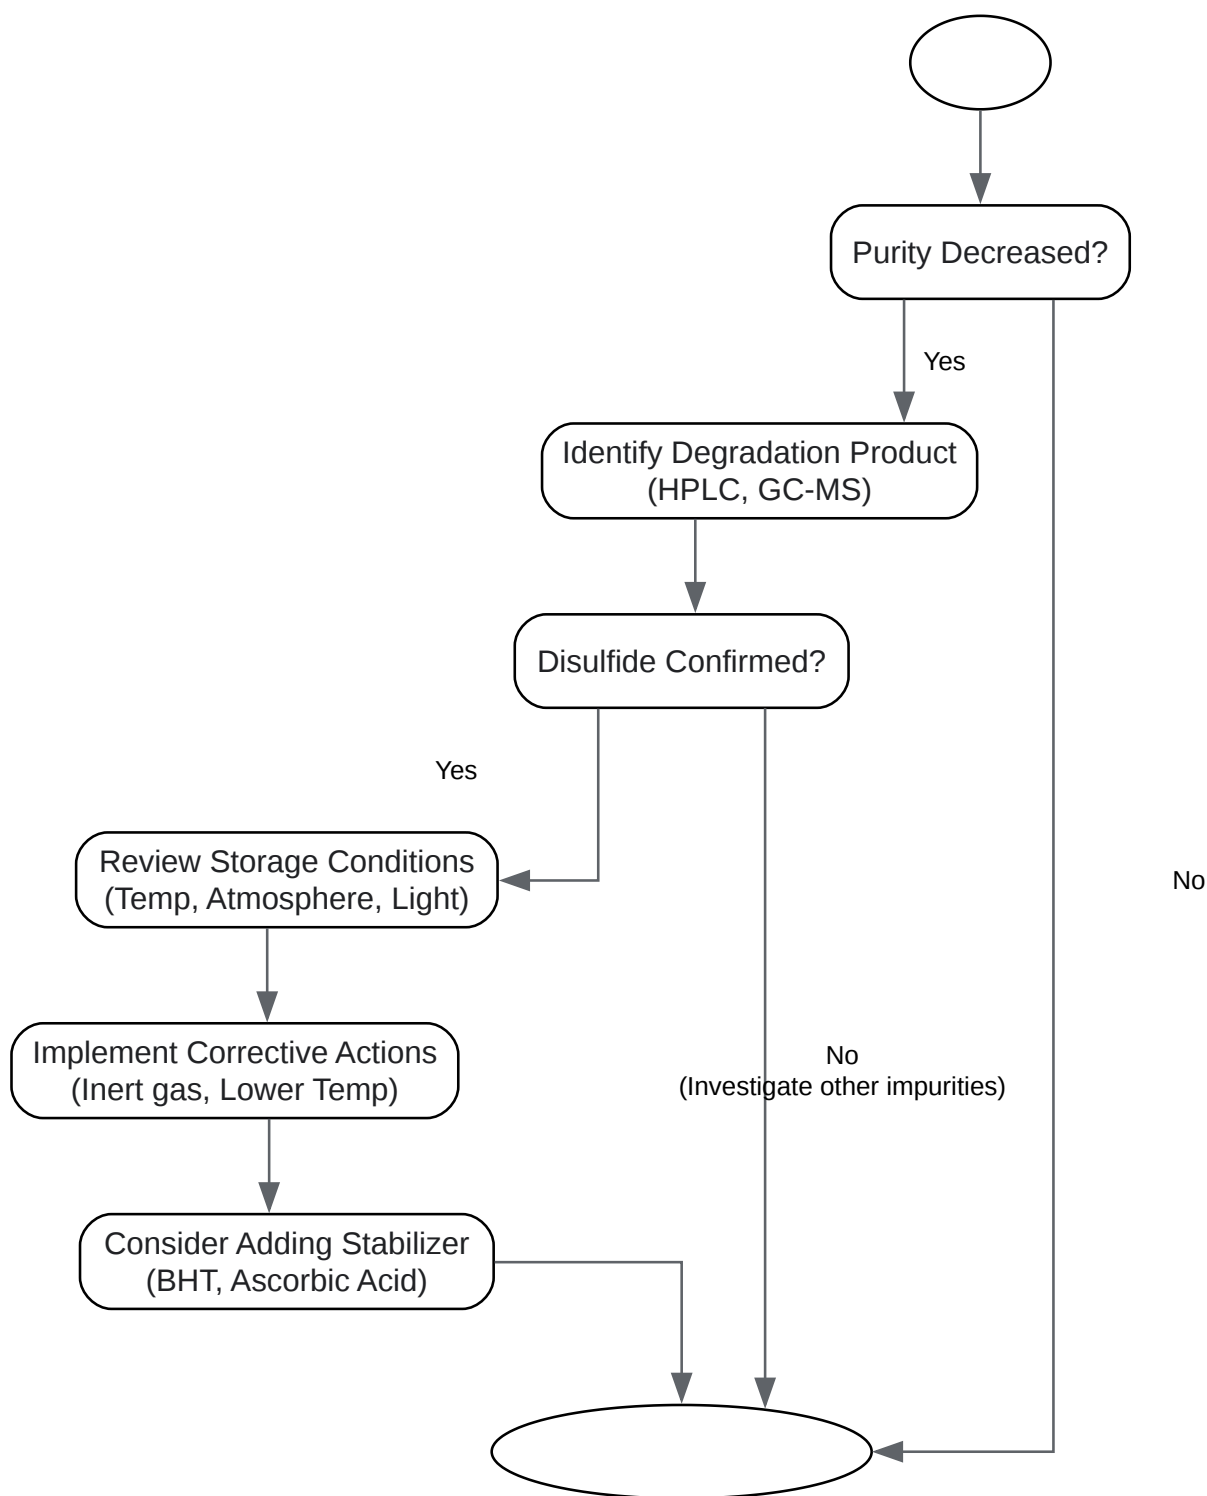 Purity Decreased?
Yes
Identify Degradation Product
(HPLC, GC-MS)
Disulfide Confirmed?
Yes
Review Storage Conditions
(Temp, Atmosphere, Light)
No
Implement Corrective Actions
(Inert gas, Lower Temp)
No
(Investigate other impurities)
Consider Adding Stabilizer
(BHT, Ascorbic Acid)